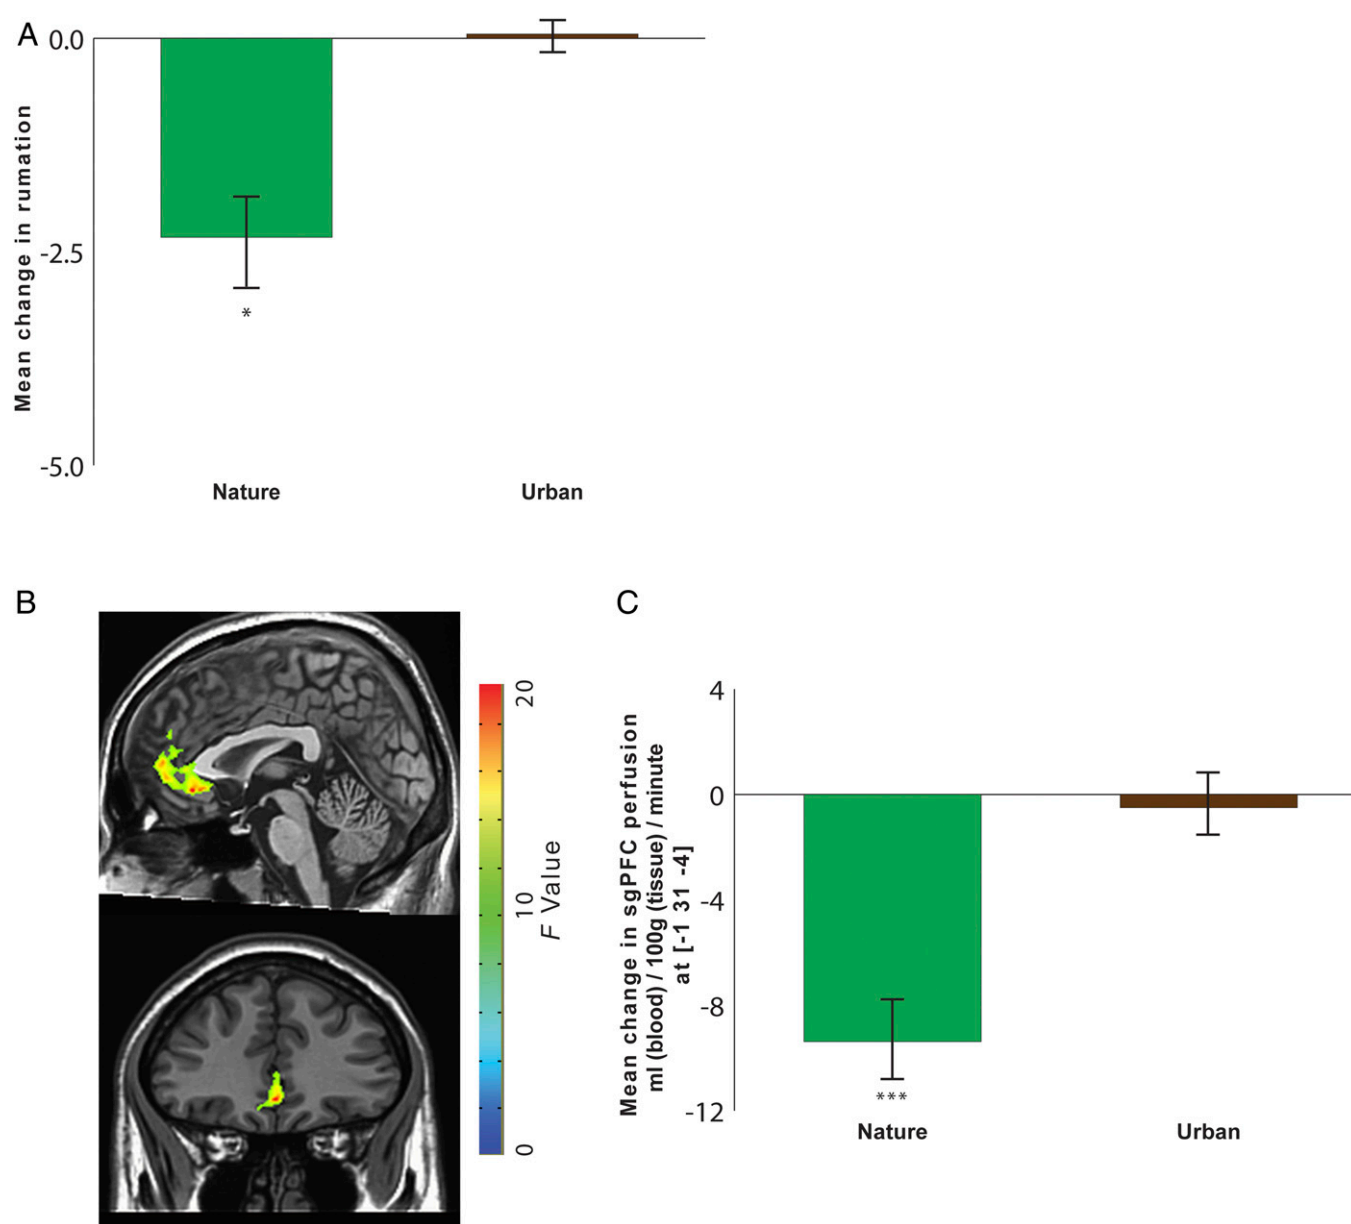 A
0.0
-2.5
-5.0
Mean change in rumation
*
Nature
Urban
B
20
10
0
F Value
C
4
0
-4
-8
-12
Mean change in sgPFC perfusion
ml (blood) / 100g (tissue) / minute
at [-1 31 -4]
***
Nature
Urban